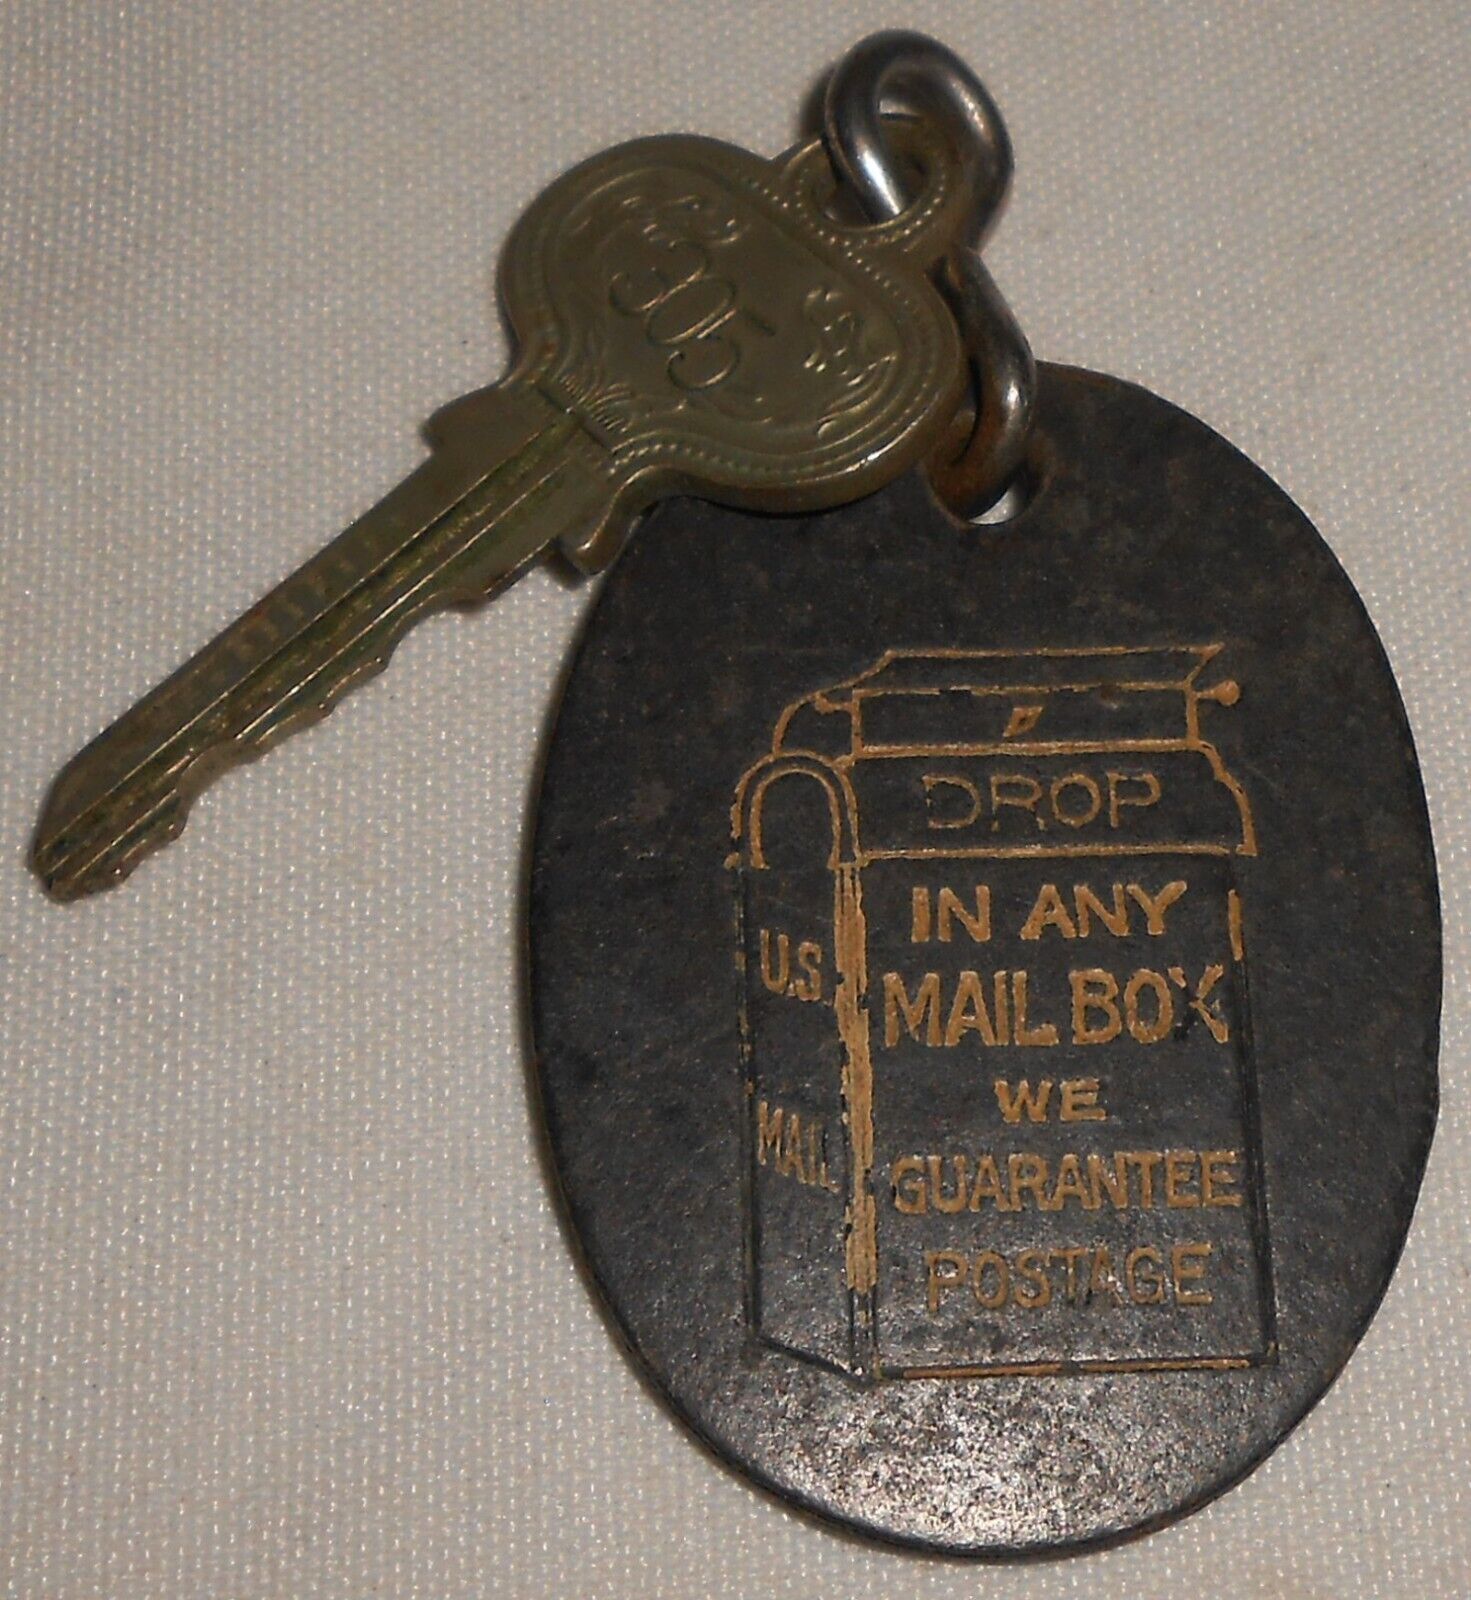 305
DROP
IN ANY
MAIL BOX
WE
GUARANTEE
POSTAGE
U.S.
MAIL